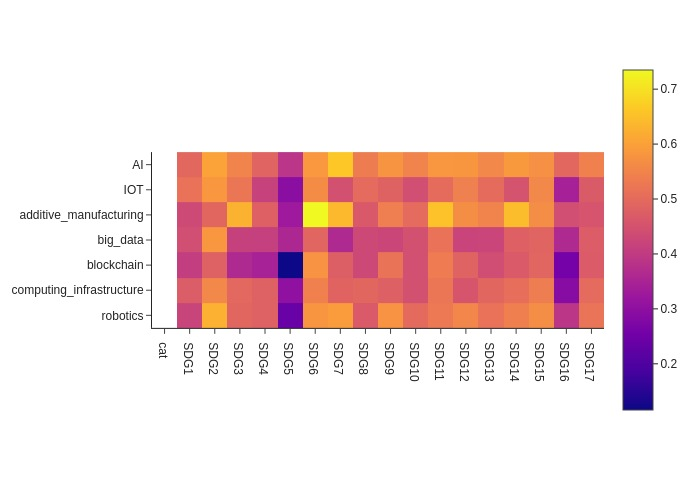 AI
IOT
additive_manufacturing
big_data
blockchain
computing_infrastructure
robotics
cat
SDG1
SDG2
SDG3
SDG4
SDG5
SDG6
SDG7
SDG8
SDG9
SDG10
SDG11
SDG12
SDG13
SDG14
SDG15
SDG16
SDG17
0.7
0.6
0.5
0.4
0.3
0.2